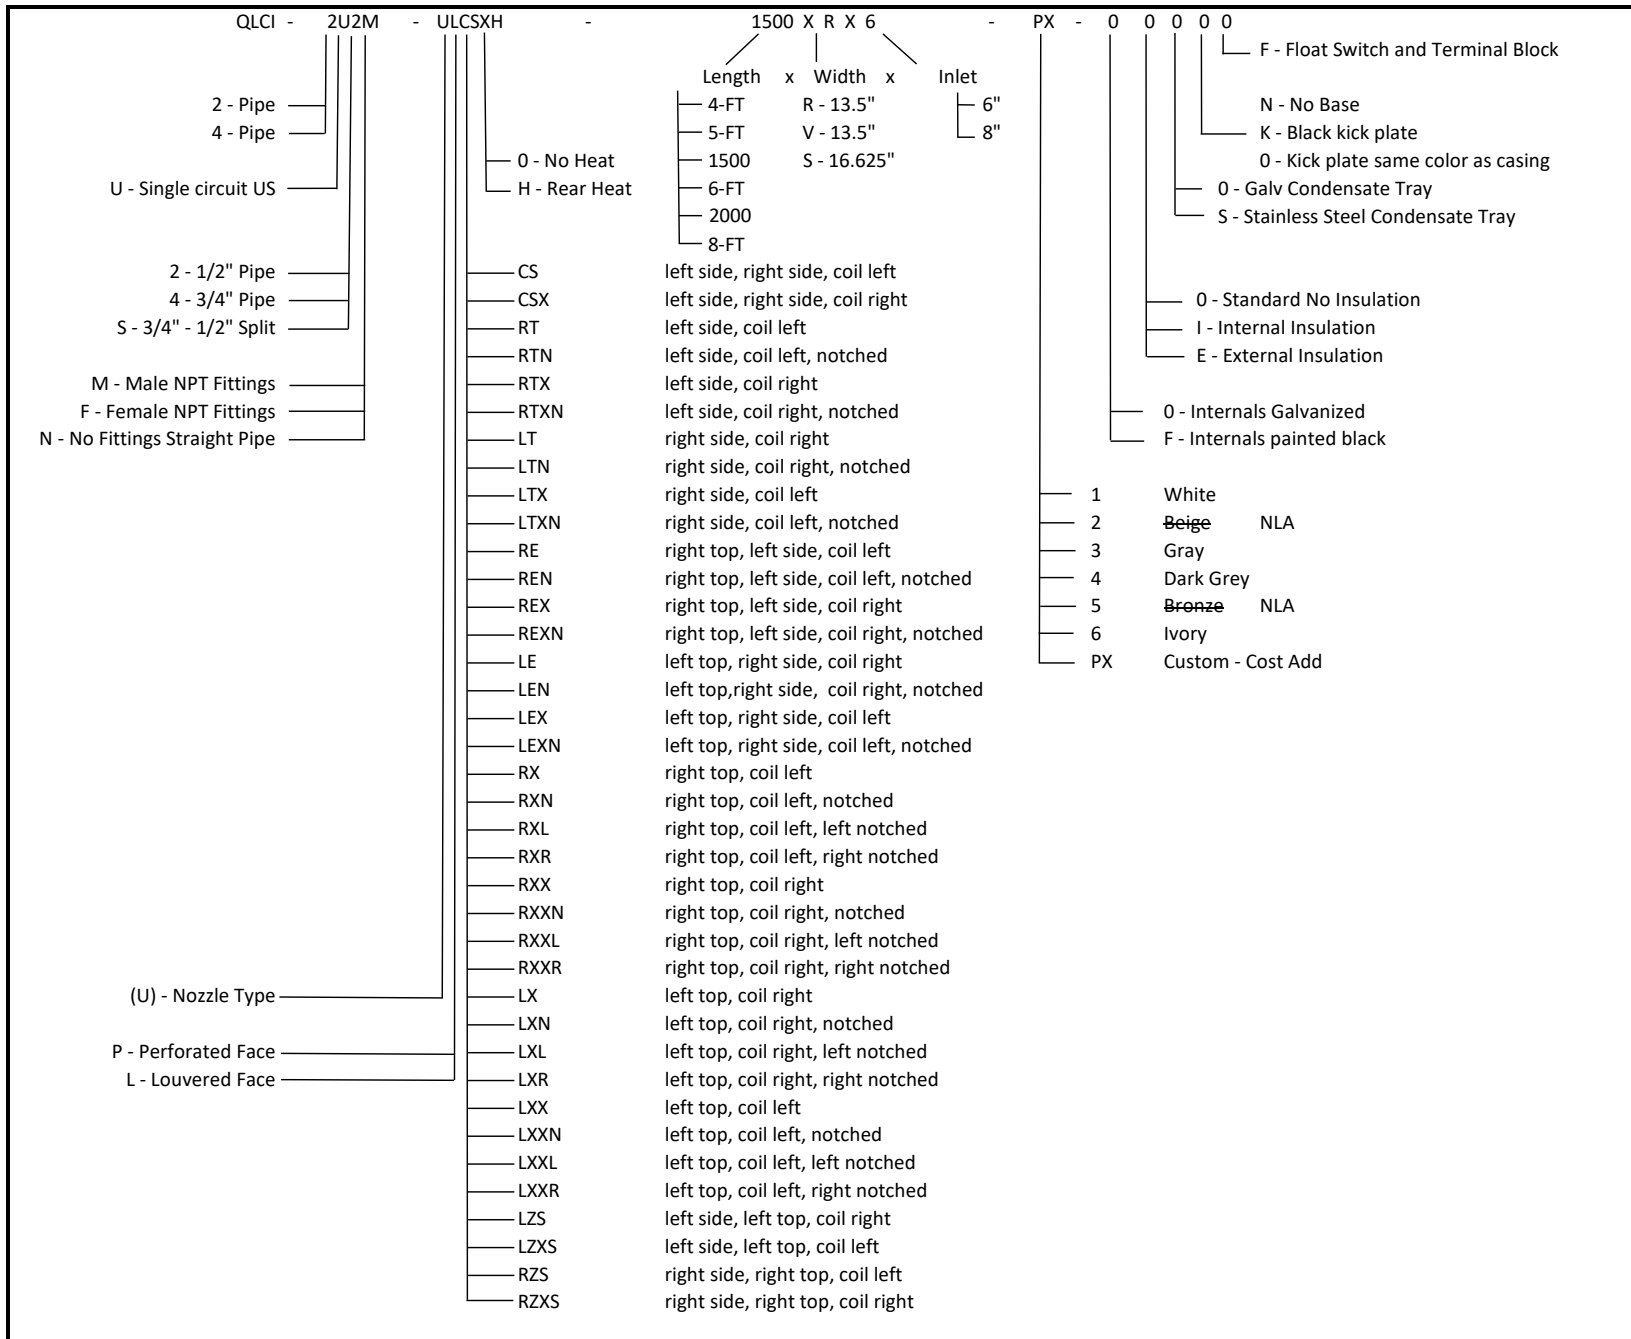 QLCI - 2U2M - ULCSXH - 1500 X R X 6 - PX - 0 0 0 0 0
F - Float Switch and Terminal Block
Length x Width x Inlet
2 - Pipe
4 - Pipe
U - Single circuit US
2 - 1/2" Pipe
4 - 3/4" Pipe
S - 3/4" - 1/2" Split
M - Male NPT Fittings
F - Female NPT Fittings
N - No Fittings Straight Pipe
(U) - Nozzle Type
P - Perforated Face
L - Louvered Face
0 - No Heat
H - Rear Heat
4-FT
5-FT
1500
6-FT
2000
8-FT
R - 13.5"
V - 13.5"
S - 16.625"
6"
8"
CS left side, right side, coil left
CSX left side, right side, coil right
RT left side, coil left
RTN left side, coil left, notched
RTX left side, coil right
RTXN left side, coil right, notched
LT right side, coil right
LTN right side, coil right, notched
LTX right side, coil left
LTXN right side, coil left, notched
RE right top, left side, coil left
REN right top, left side, coil left, notched
REX right top, left side, coil right
REXN right top, left side, coil right, notched
LE left top, right side, coil right
LEN left top,right side, coil right, notched
LEX left top, right side, coil left
LEXN left top, right side, coil left, notched
RX right top, coil left
RXN right top, coil left, notched
RXL right top, coil left, left notched
RXR right top, coil left, right notched
RXX right top, coil right
RXXN right top, coil right, notched
RXXL right top, coil right, left notched
RXXR right top, coil right, right notched
LX left top, coil right
LXN left top, coil right, notched
LXL left top, coil right, left notched
LXR left top, coil right, right notched
LXX left top, coil left
LXXN left top, coil left, notched
LXXL left top, coil left, left notched
LXXR left top, coil left, right notched
LZS left side, left top, coil right
LZXS left side, left top, coil left
RZS right side, right top, coil left
RZXS right side, right top, coil right
N - No Base
K - Black kick plate
0 - Kick plate same color as casing
0 - Galv Condensate Tray
S - Stainless Steel Condensate Tray
0 - Standard No Insulation
I - Internal Insulation
E - External Insulation
0 - Internals Galvanized
F - Internals painted black
1 White
2 Beige NLA
3 Gray
4 Dark Grey
5 Bronze NLA
6 Ivory
PX Custom - Cost Add